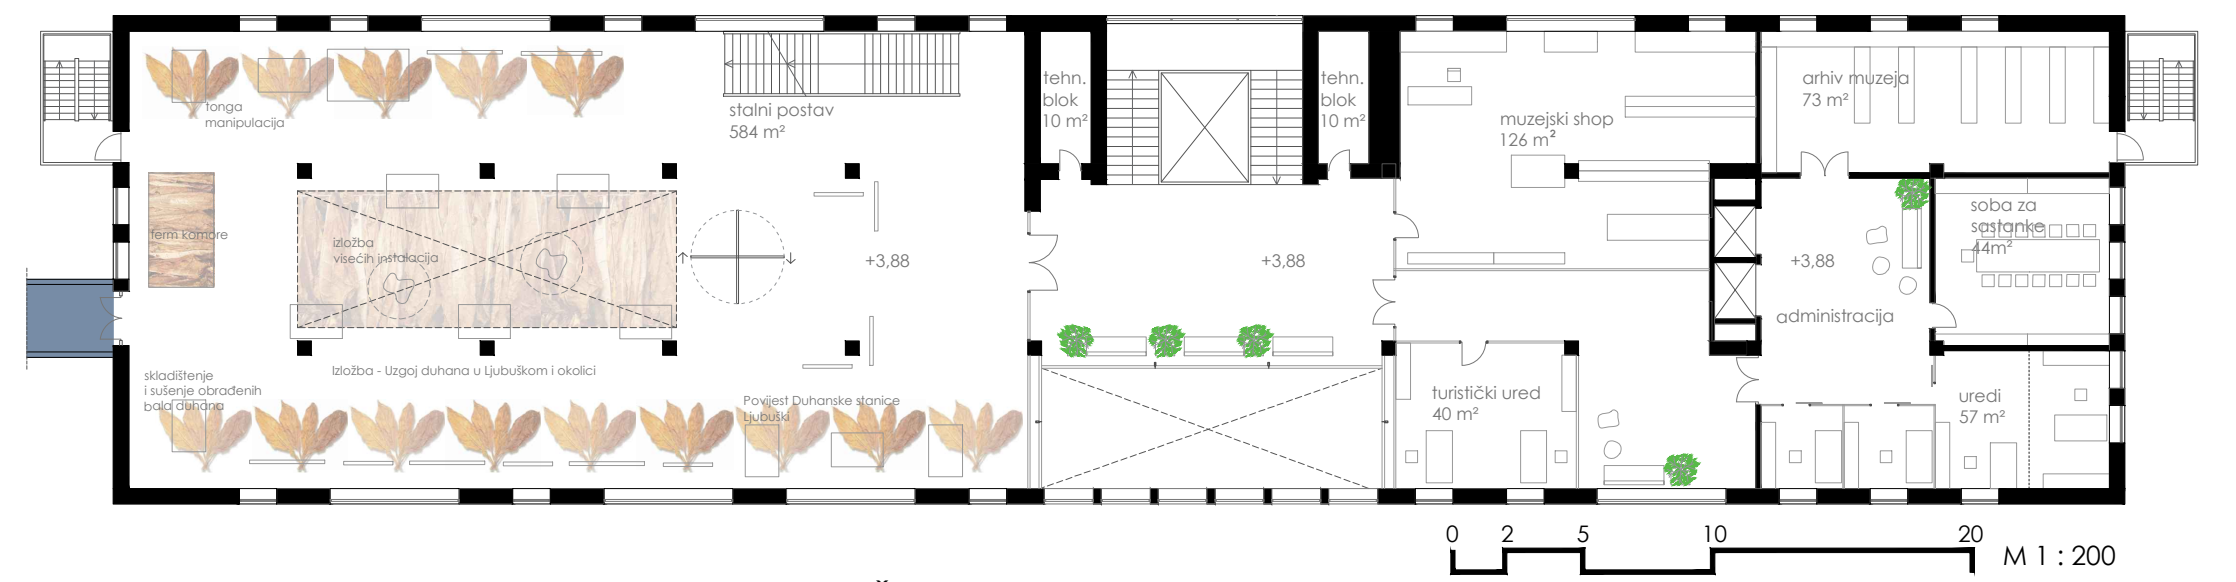 tonga
manipulacija
stalni postav
584 m²
tehn.
blok
10 m²
tehn.
blok
10 m²
muzejski shop
126 m²
arhiv muzeja
73 m²
ferm komore
izložba
visećih instalacija
+3,88
+3,88
+3,88
soba za
sastanke
44m²
administracija
skladištenje
i sušenje obrađenih
bala duhana
Izložba - Uzgoj duhana u Ljubuškom i okolici
Povijest Duhanske stanice
Ljubuški
turistički ured
40 m²
uredi
57 m²
0 2 5 10 20
M 1 : 200